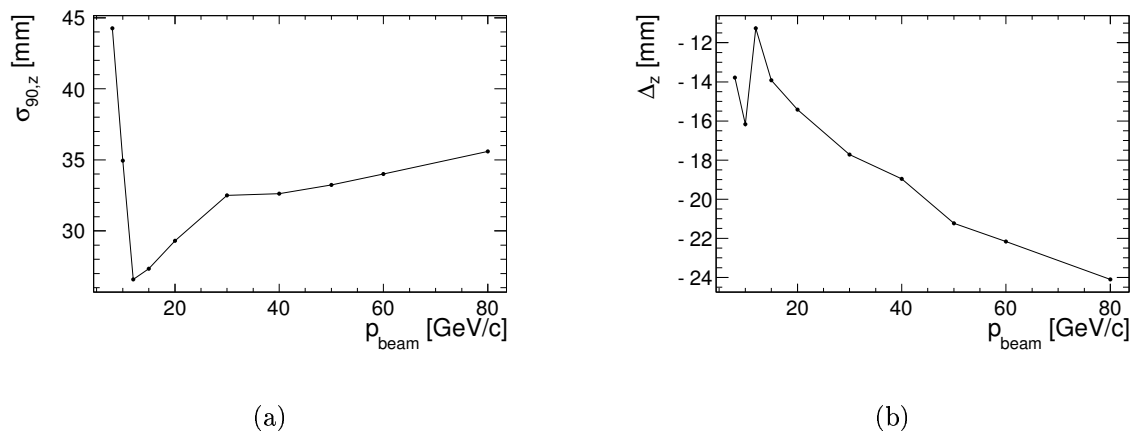 σ90,z [mm]
45
40
35
30
20 40 60 80
pbeam [GeV/c]
(a)
Δz [mm]
- 12
- 14
- 16
- 18
- 20
- 22
- 24
20 40 60 80
pbeam [GeV/c]
(b)